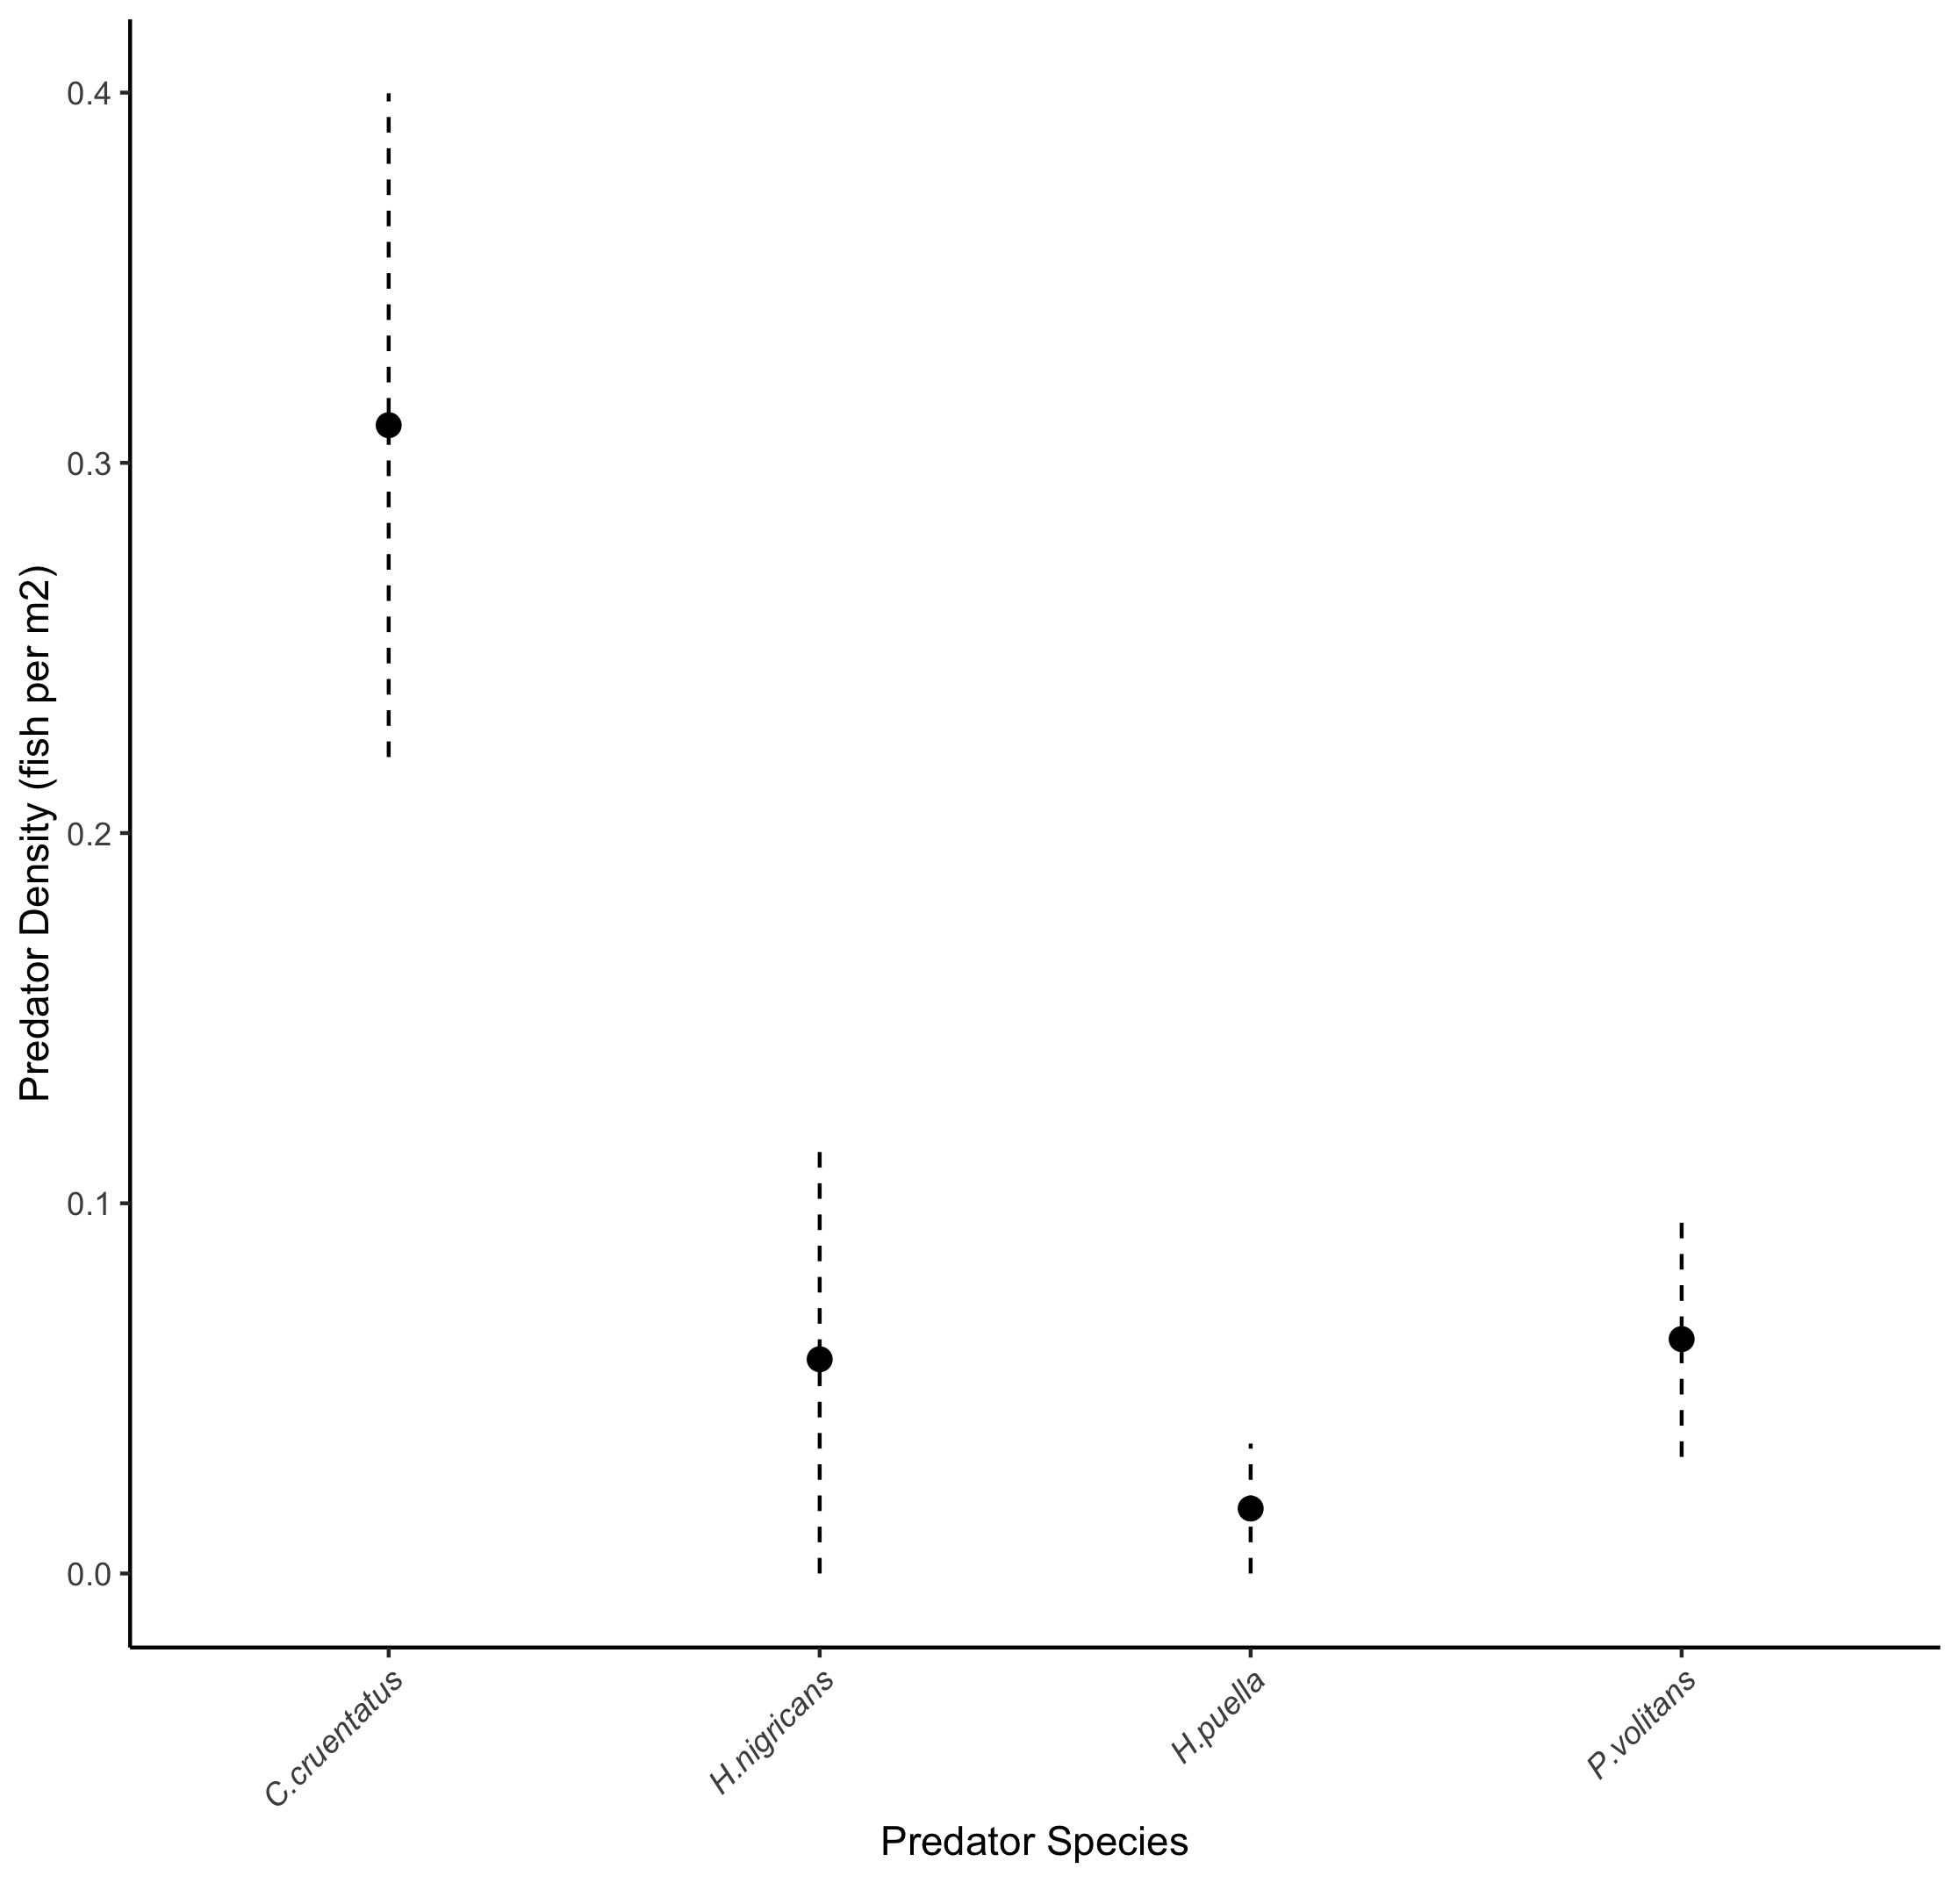 Predator Density (fish per m2)
0.4
0.3
0.2
0.1
0.0
C.cruentatus
H.nigricans
H.puella
P.volitans
Predator Species